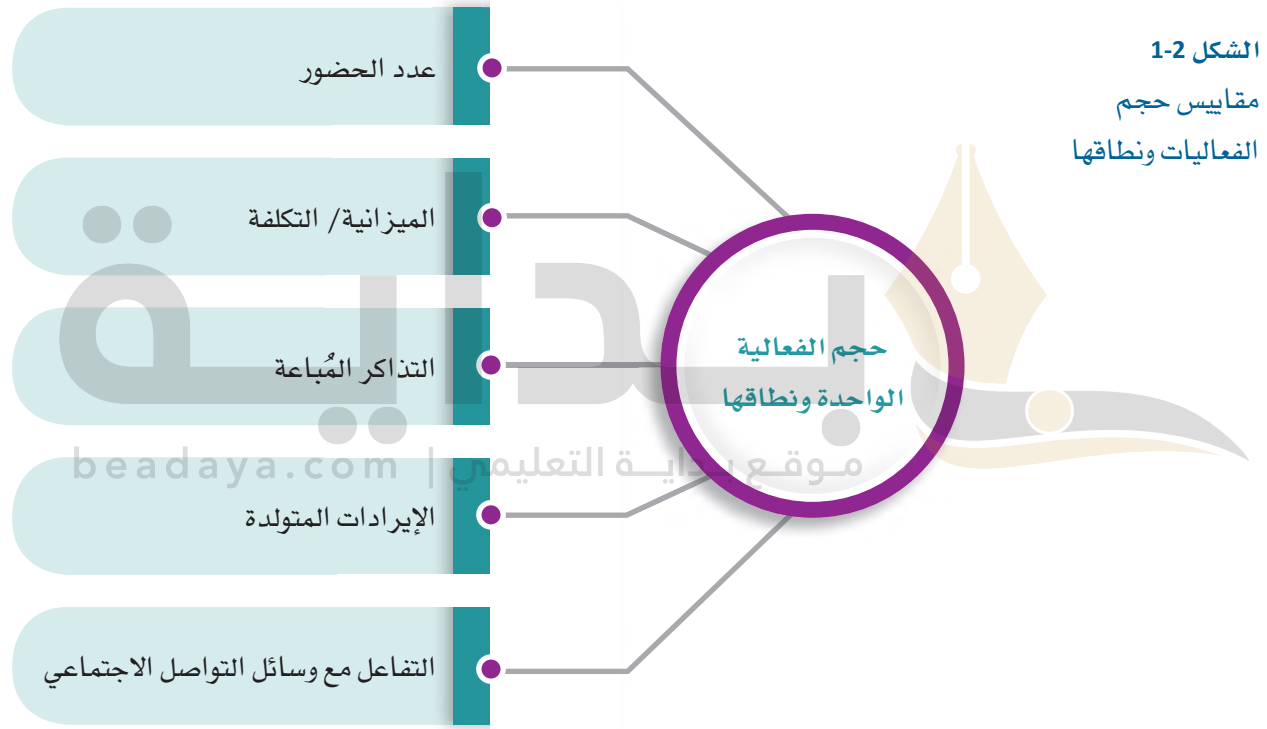 الشكل 2-1
مقاييس حجم
الفعاليات ونطاقها
حجم الفعالية
الواحدة ونطاقها
عدد الحضور
الميزانية/ التكلفة
التذاكر المُباعة
الإيرادات المتولدة
التفاعل مع وسائل التواصل الاجتماعي
بداية
موقع بداية التعليمي | beadaya.com